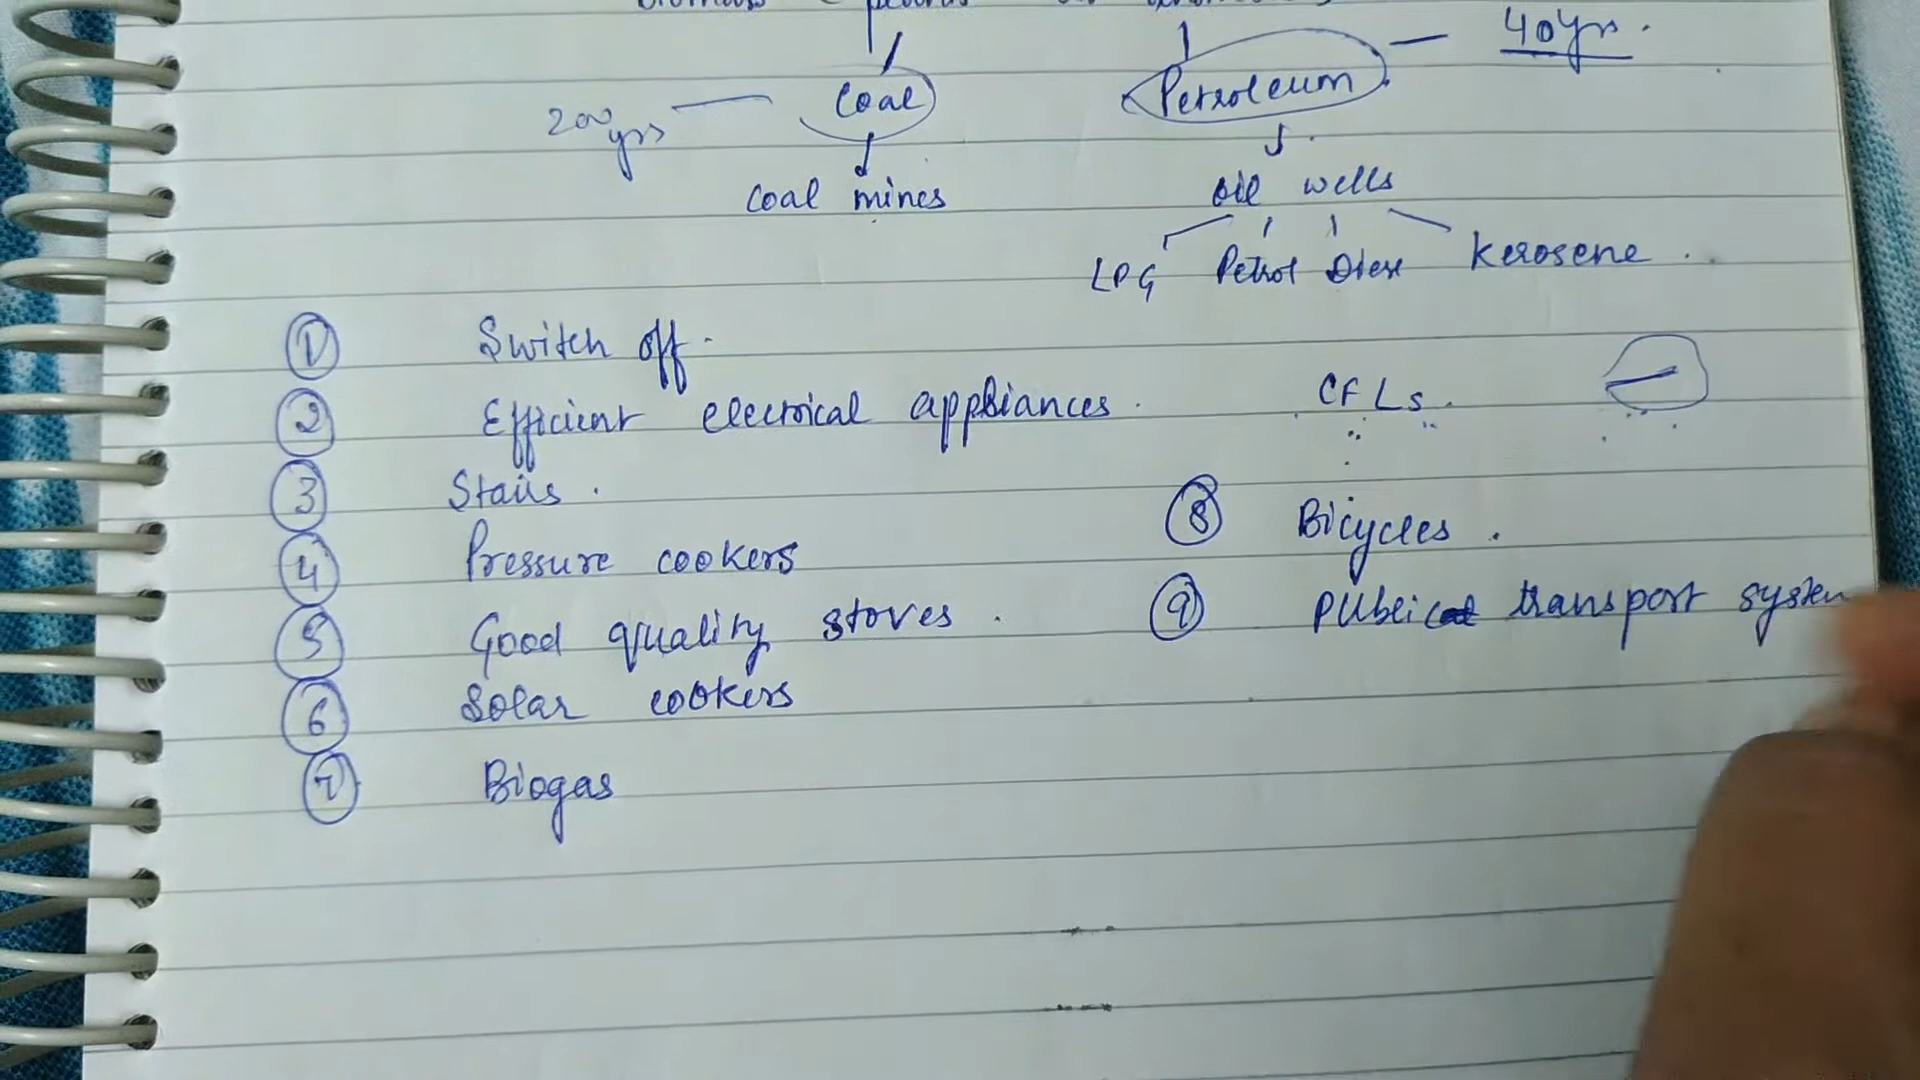 40 yrs.
200 yrs — Coal
Petroleum
coal mines
oil wells
LPG Petrol Kerosene
① Switch off.
② Efficient electrical appliances. CFLs.
③ Stairs.
④ Pressure cookers
⑤ Good quality stoves.
⑥ Solar cookers
⑦ Biogas
⑧ Bicycles.
⑨ Public transport system